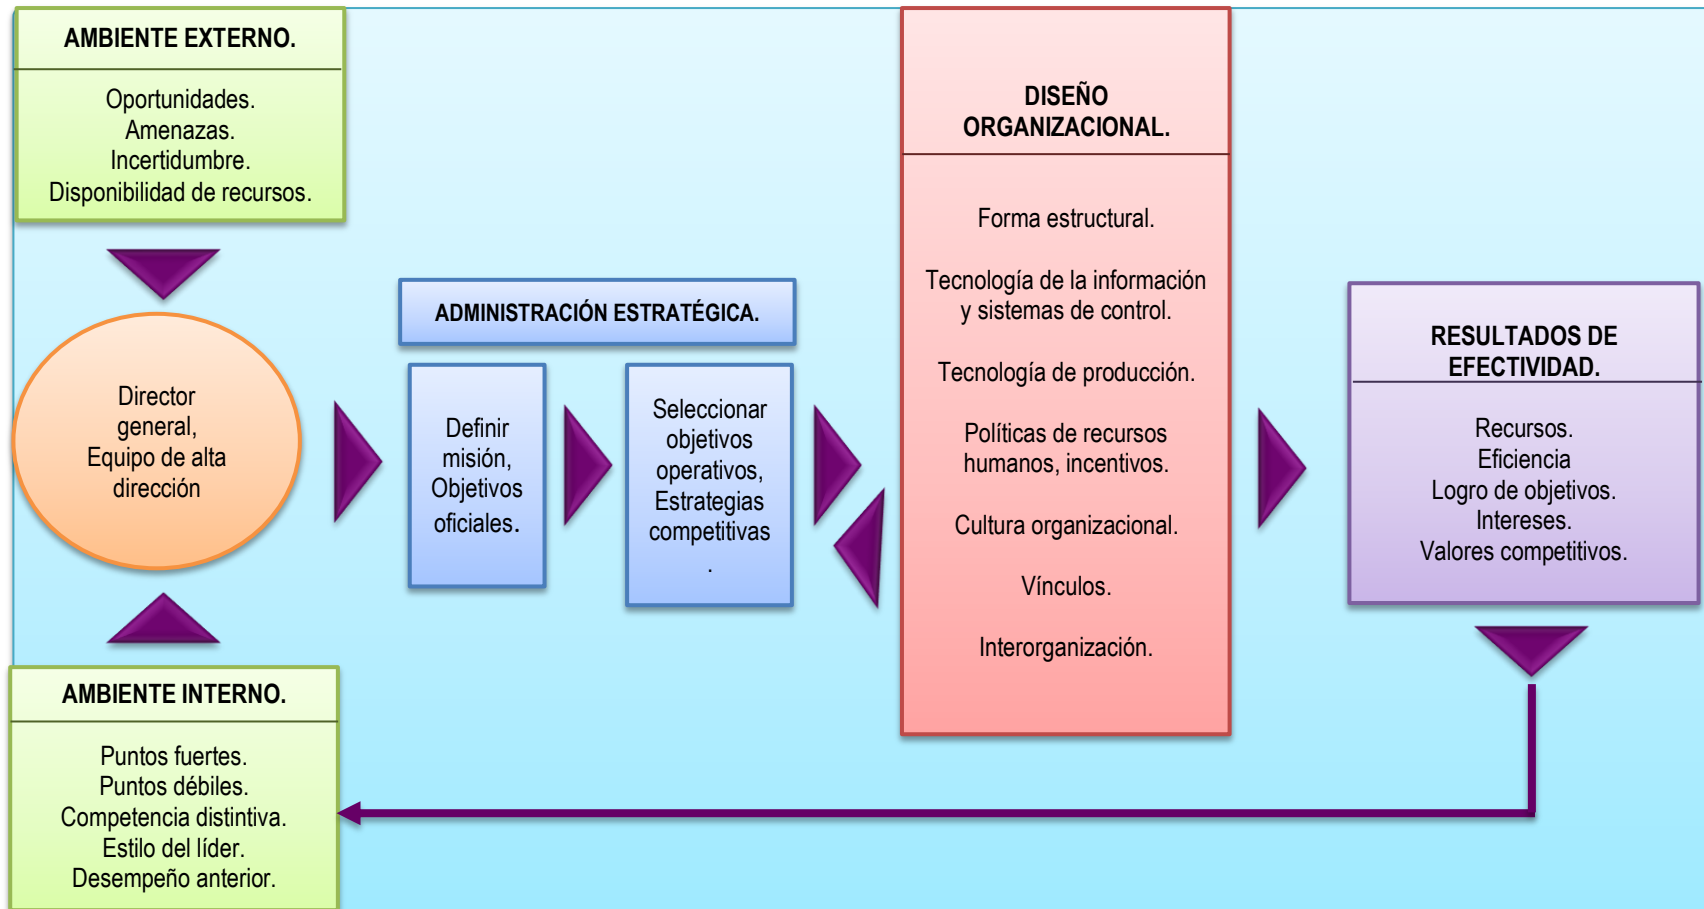 AMBIENTE EXTERNO.
Oportunidades.
Amenazas.
Incertidumbre.
Disponibilidad de recursos.
Director
general,
Equipo de alta
dirección
AMBIENTE INTERNO.
Puntos fuertes.
Puntos débiles.
Competencia distintiva.
Estilo del líder.
Desempeño anterior.
ADMINISTRACIÓN ESTRATÉGICA.
Definir
misión,
Objetivos
oficiales.
Seleccionar
objetivos
operativos,
Estrategias
competitivas
.
DISEÑO
ORGANIZACIONAL.
Forma estructural.
Tecnología de la información
y sistemas de control.
Tecnología de producción.
Políticas de recursos
humanos, incentivos.
Cultura organizacional.
Vínculos.
Interorganización.
RESULTADOS DE
EFECTIVIDAD.
Recursos.
Eficiencia
Logro de objetivos.
Intereses.
Valores competitivos.